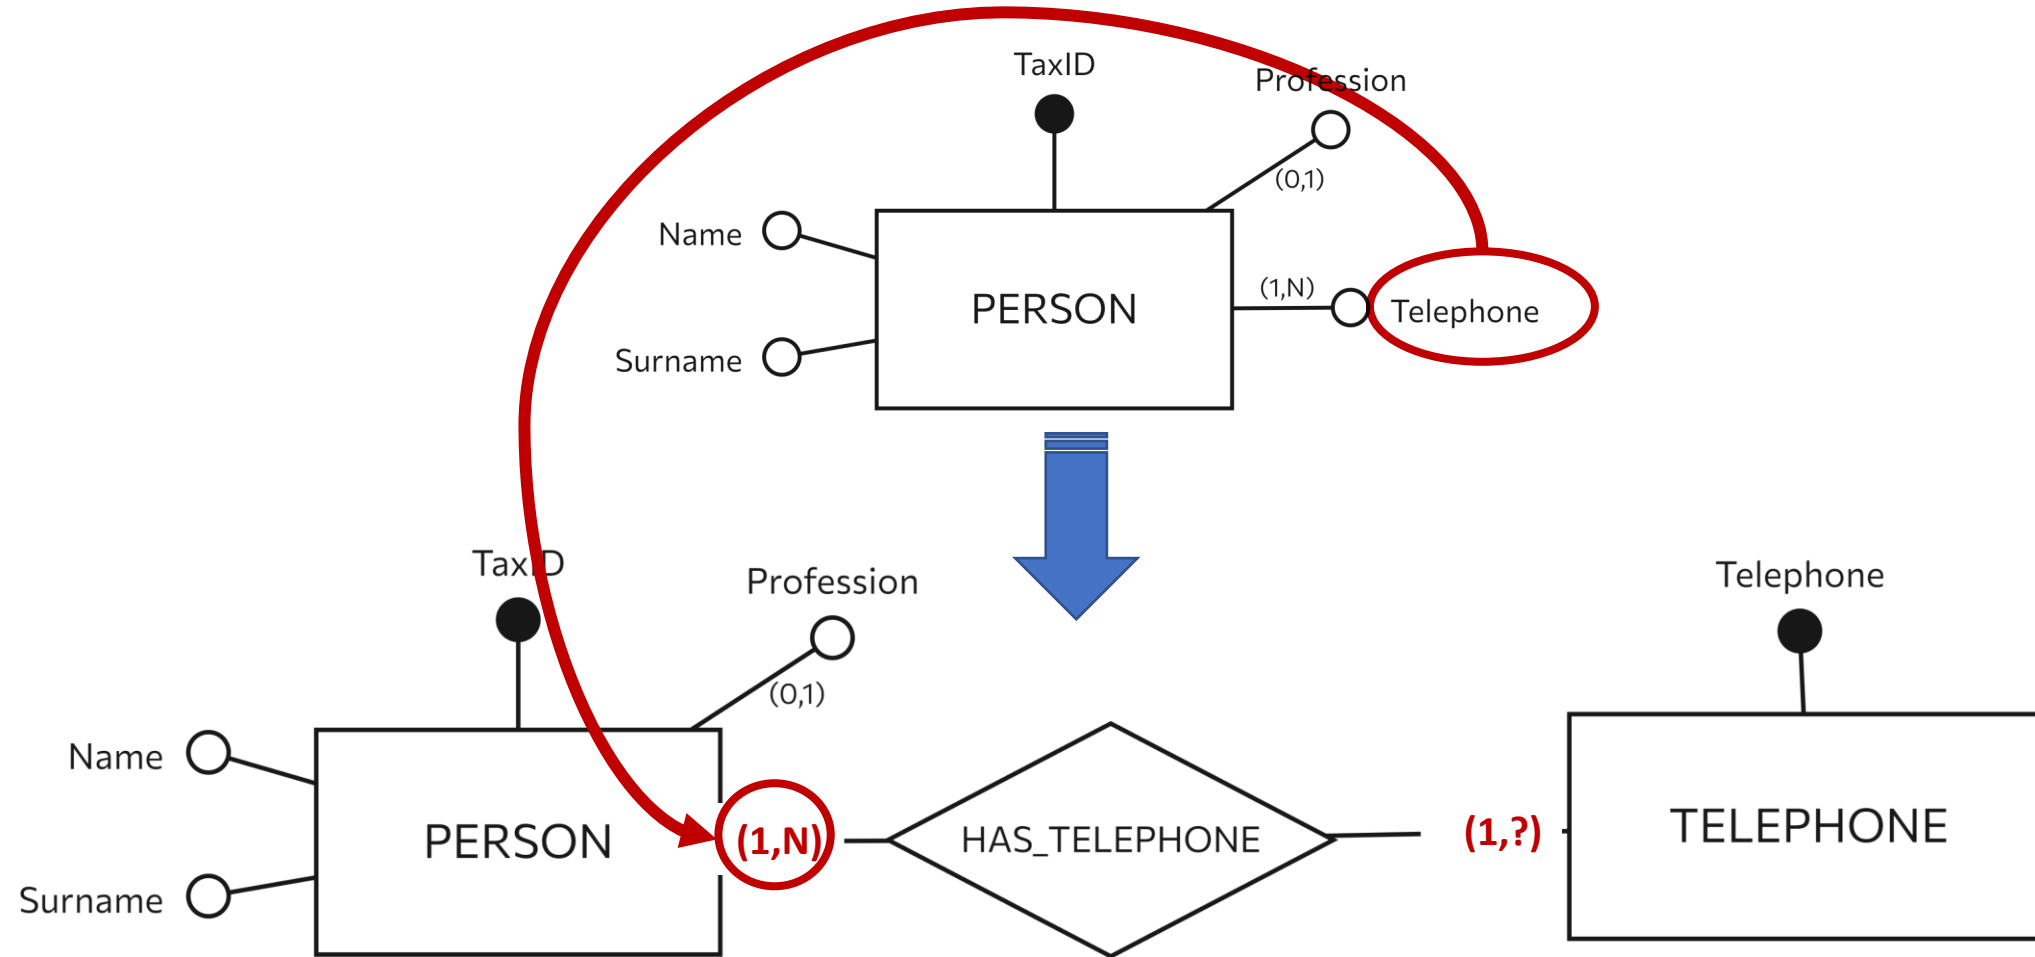 TaxID
Profession
(0,1)
Name
(1,N)
PERSON
Telephone
Surname
TaxID
Profession
Telephone
(0,1)
Name
PERSON
(1,N)
HAS_TELEPHONE
(1,?)
TELEPHONE
Surname